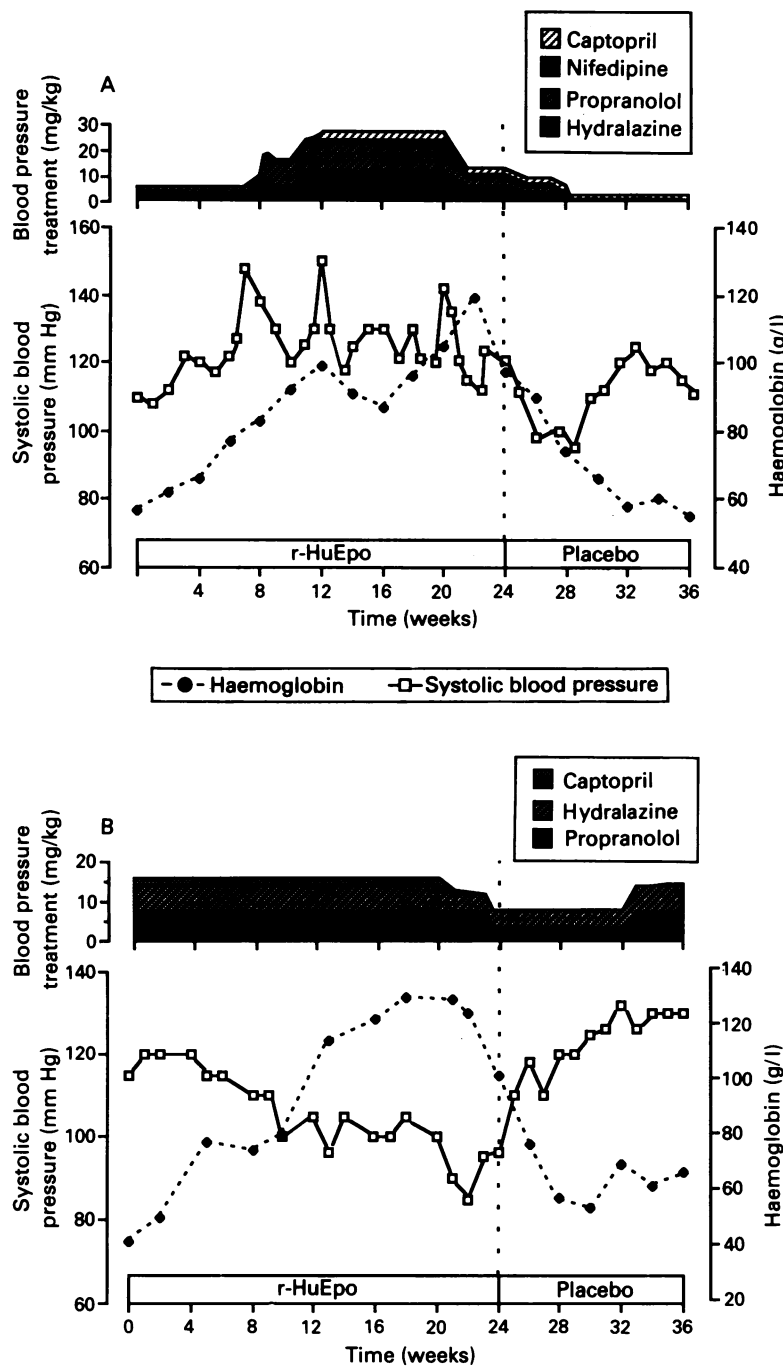 Captopril
Nifedipine
Propranolol
Hydralazine
A
Blood pressure
treatment (mg/kg)
30
20
10
0
160
140
120
100
80
60
Systolic blood
pressure (mm Hg)
140
120
100
80
60
40
Haemoglobin (g/l)
r-HuEpo
Placebo
4 8 12 16 20 24 28 32 36
Time (weeks)
Haemoglobin
Systolic blood pressure
Captopril
Hydralazine
Propranolol
B
Blood pressure
treatment (mg/kg)
20
10
0
140
120
100
80
60
Systolic blood
pressure (mm Hg)
140
120
100
80
60
40
20
Haemoglobin (g/l)
r-HuEpo
Placebo
0 4 8 12 16 20 24 28 32 36
Time (weeks)